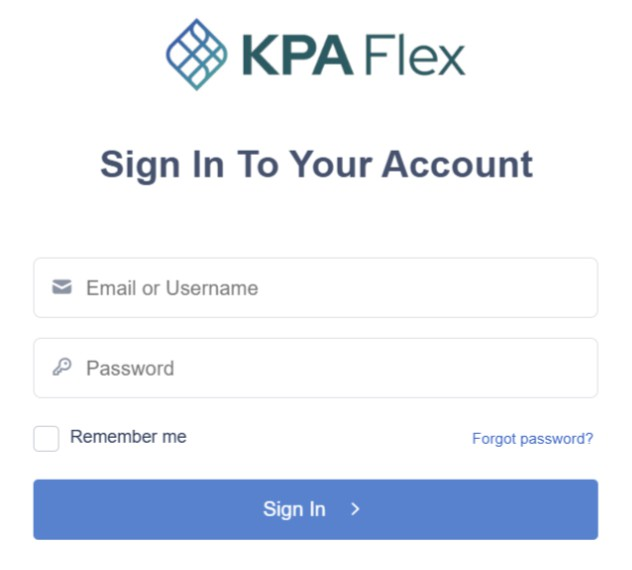 KPA Flex
Sign In To Your Account
Email or Username
Password
Remember me
Forgot password?
Sign In >